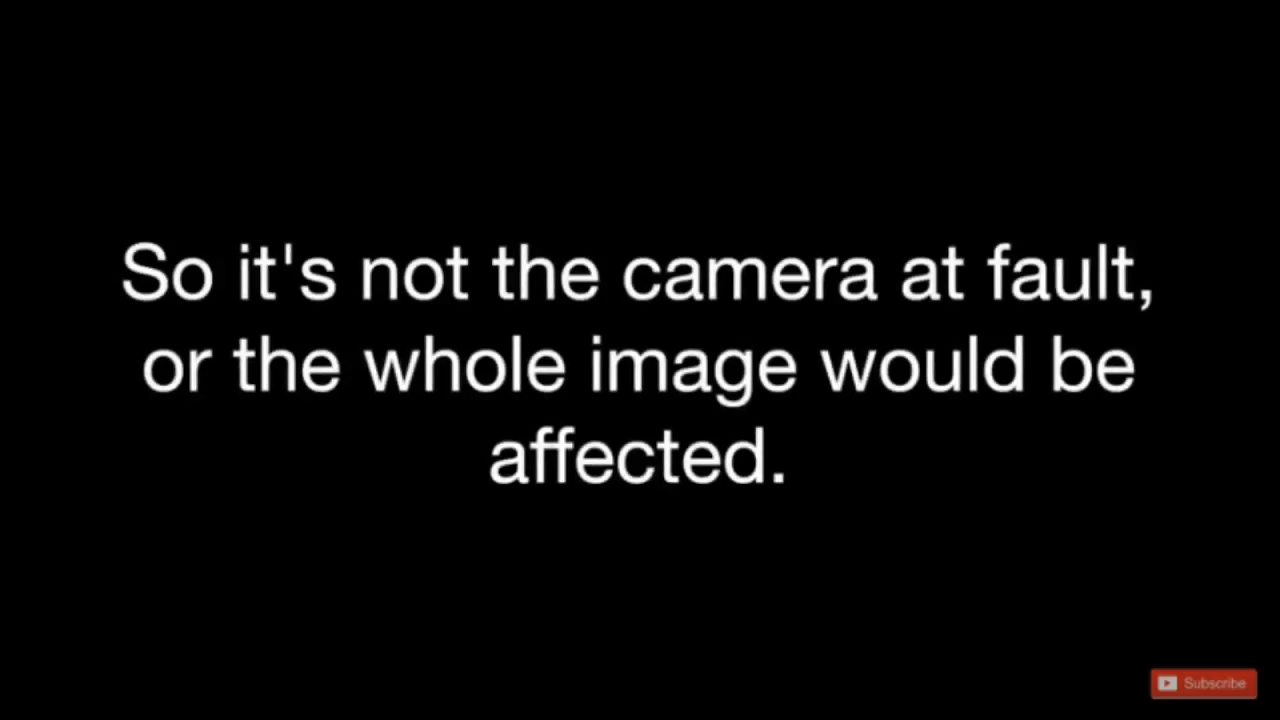 So it's not the camera at fault,
or the whole image would be
affected.
Subscribe